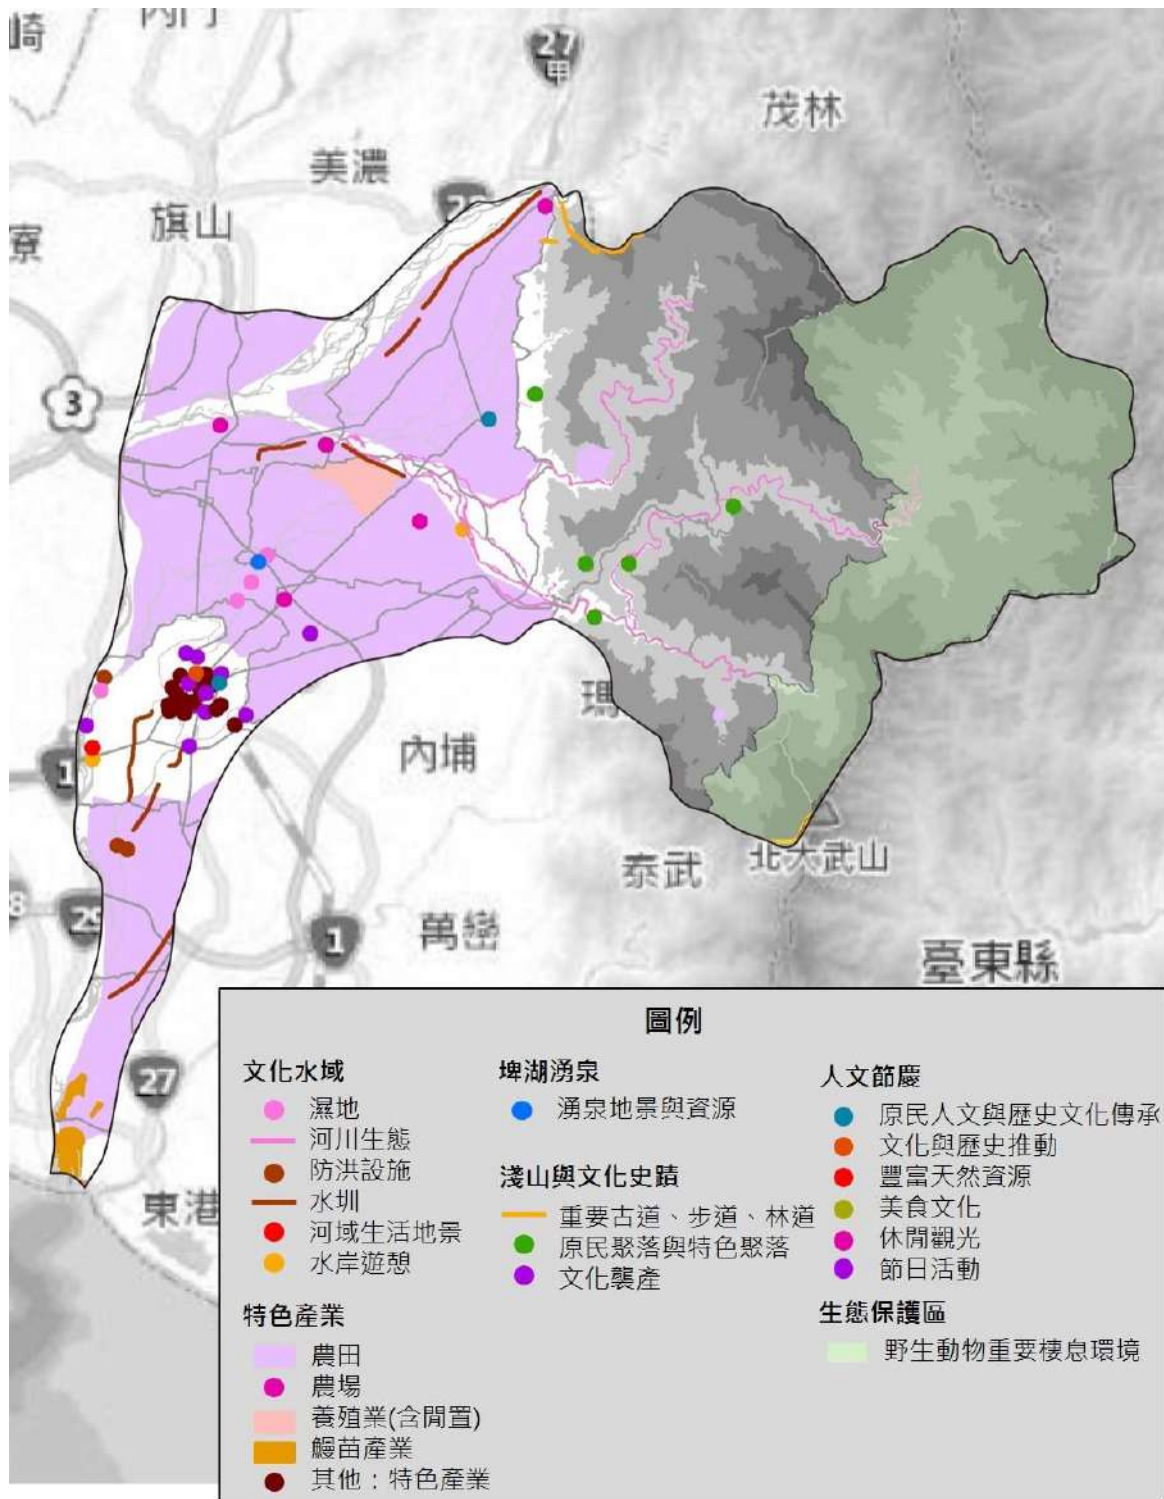 內門
27
甲
茂林
美濃
旗山
寮
3
瑪
內埔
1
泰武
北大武山
萬巒
29
1
臺東縣
27
東港
圖例
文化水域
濕地
河川生態
防洪設施
水圳
河域生活地景
水岸遊憩
特色產業
農田
農場
養殖業(含閒置)
鰻苗產業
其他：特色產業
埤湖湧泉
湧泉地景與資源
淺山與文化史蹟
重要古道、步道、林道
原民聚落與特色聚落
文化襲產
人文節慶
原民人文與歷史文化傳承
文化與歷史推動
豐富天然資源
美食文化
休閒觀光
節日活動
生態保護區
野生動物重要棲息環境